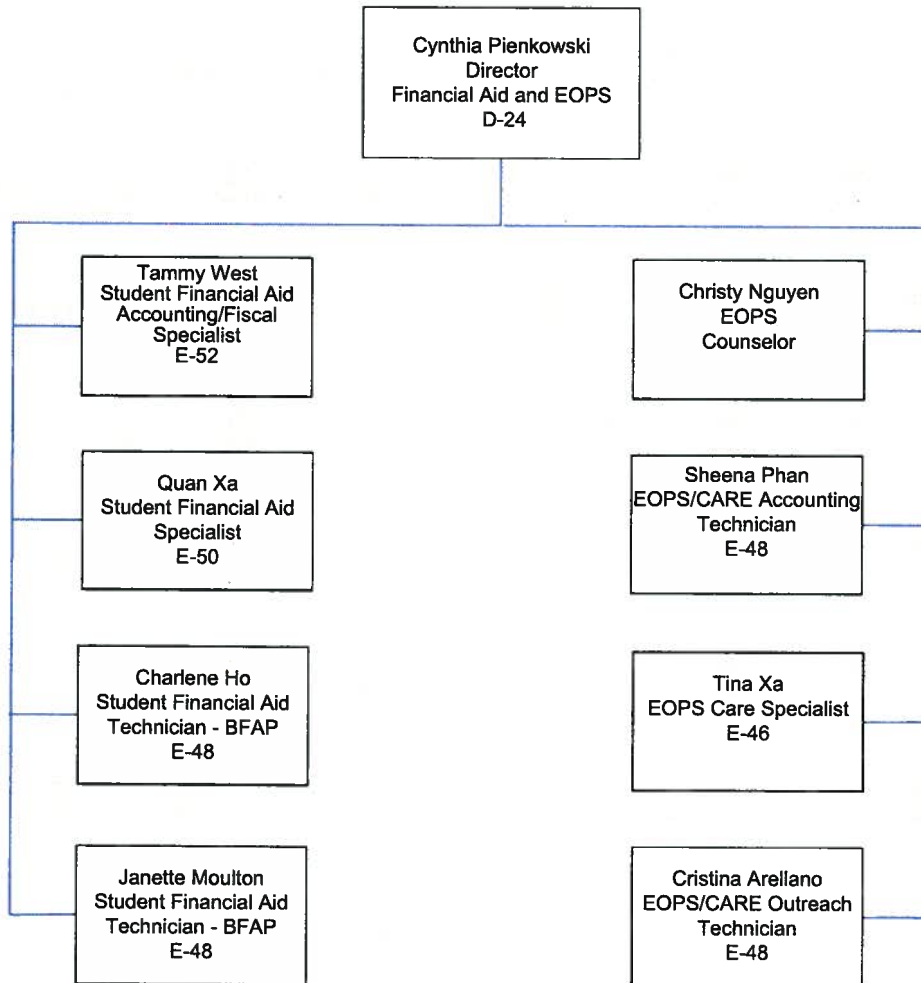 Cynthia Pienkowski
Director
Financial Aid and EOPS
D-24
Tammy West
Student Financial Aid
Accounting/Fiscal
Specialist
E-52
Quan Xa
Student Financial Aid
Specialist
E-50
Charlene Ho
Student Financial Aid
Technician - BFAP
E-48
Janette Moulton
Student Financial Aid
Technician - BFAP
E-48
Christy Nguyen
EOPS
Counselor
Sheena Phan
EOPS/CARE Accounting
Technician
E-48
Tina Xa
EOPS Care Specialist
E-46
Cristina Arellano
EOPS/CARE Outreach
Technician
E-48